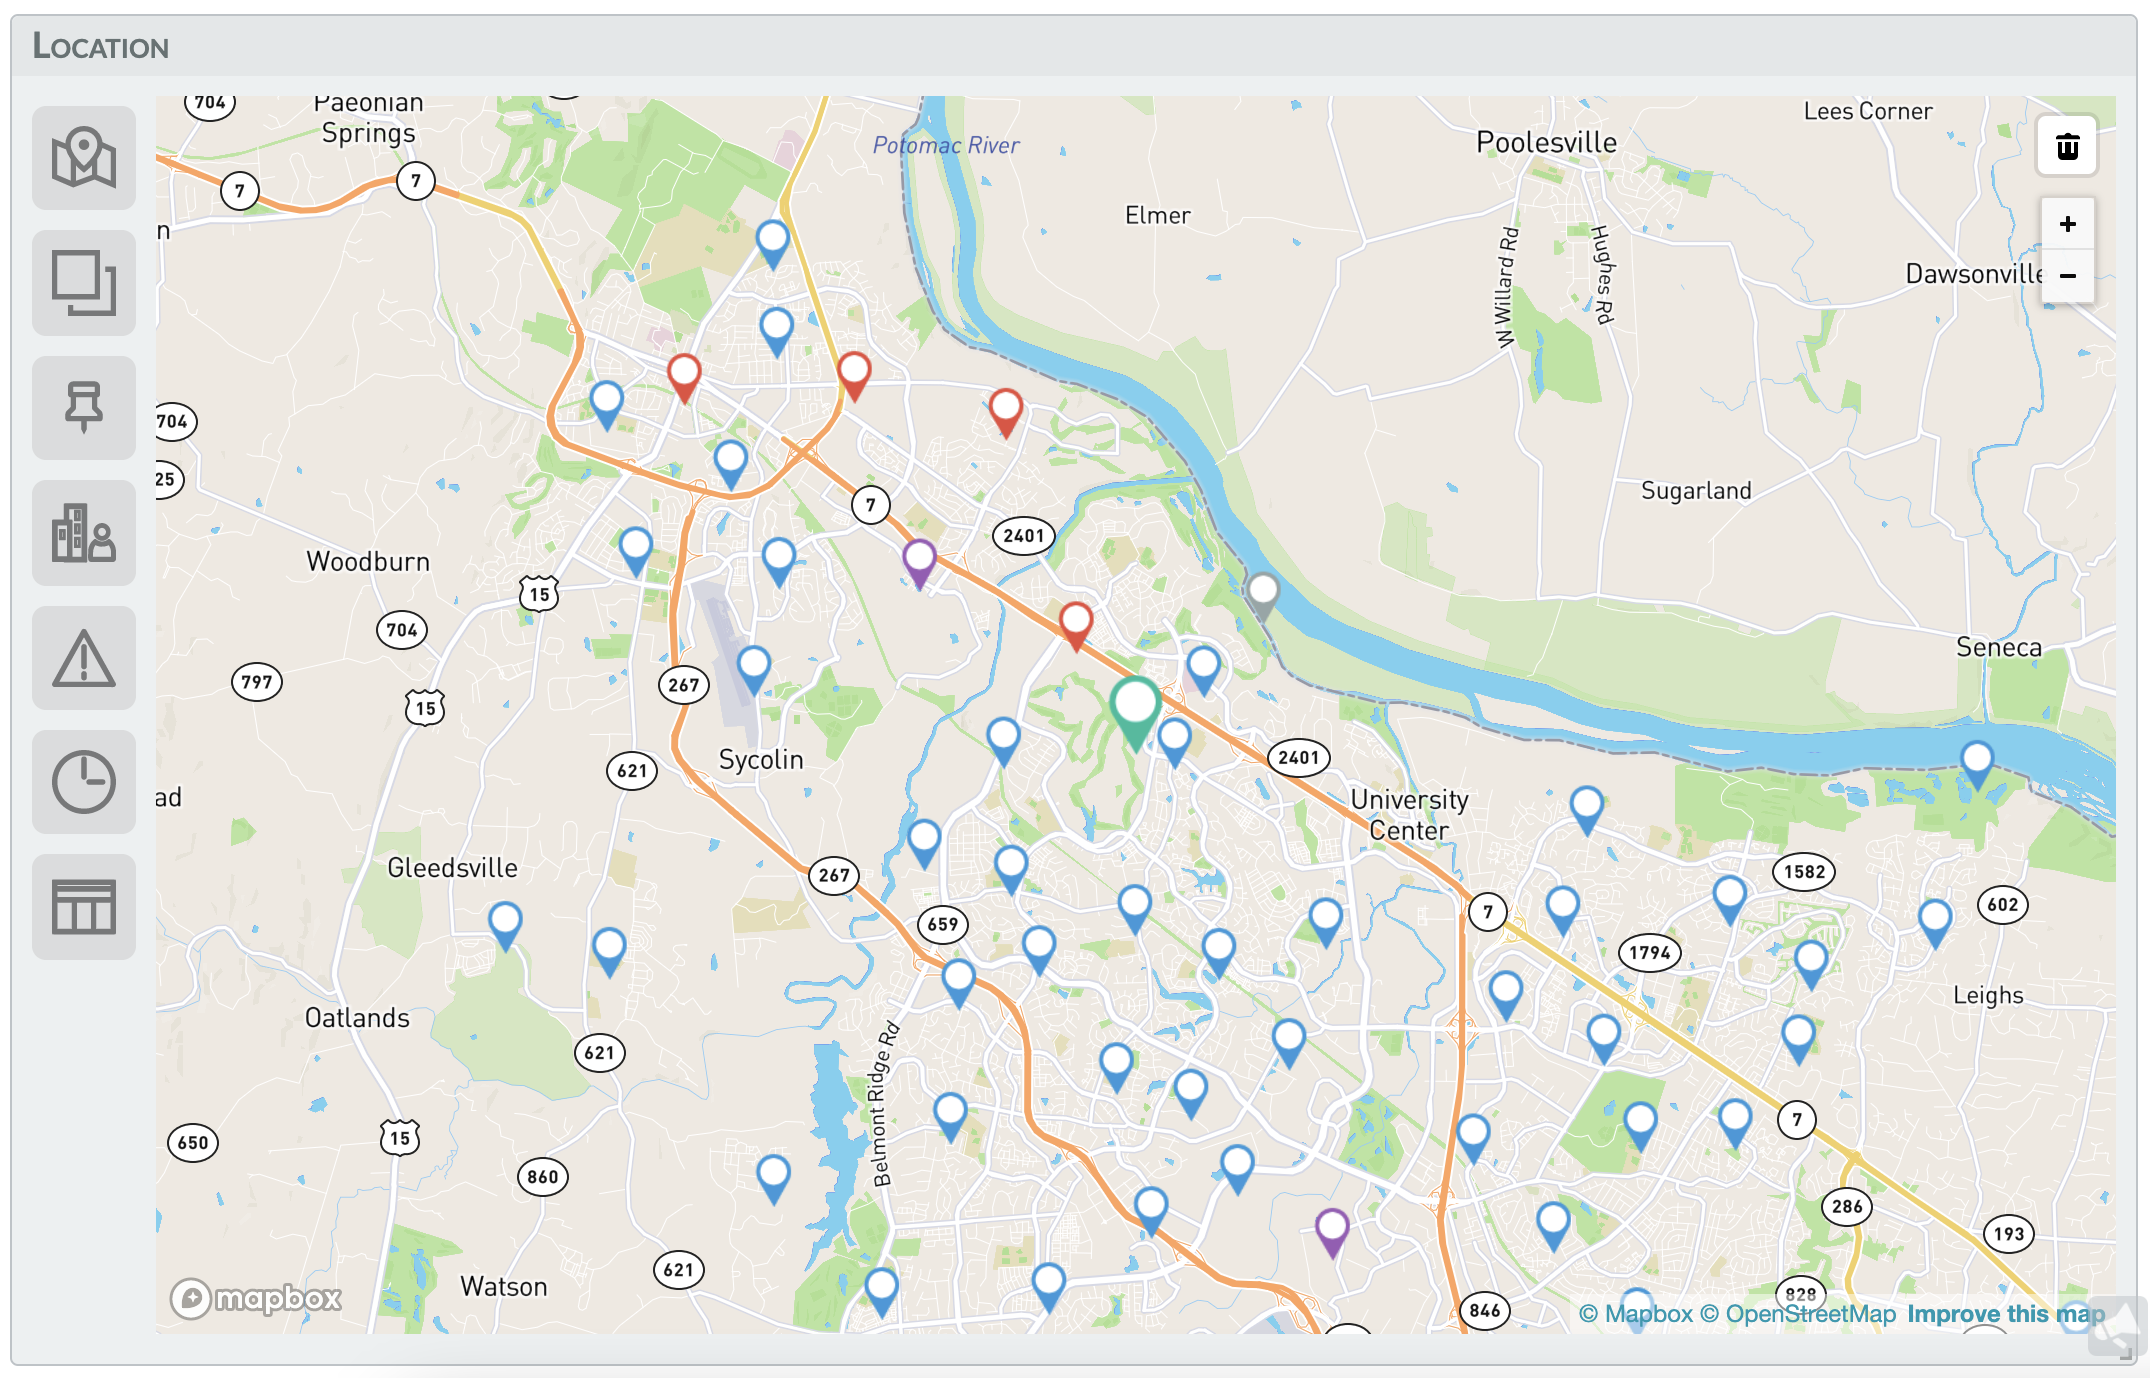 LOCATION
704
Paeonian
Springs
Potomac River
Lees Corner
Poolesville
7
7
Elmer
n
W Willard Rd
Hughes Rd
Dawsonville
+
−
704
25
7
Sugarland
2401
Woodburn
15
704
Seneca
797
267
15
Sycolin
621
2401
ad
University
Center
Gleedsville
267
1582
659
7
602
1794
Leighs
Oatlands
621
Belmont Ridge Rd
15
650
7
860
286
193
621
Watson
828
mapbox
846
© Mapbox © OpenStreetMap Improve this map